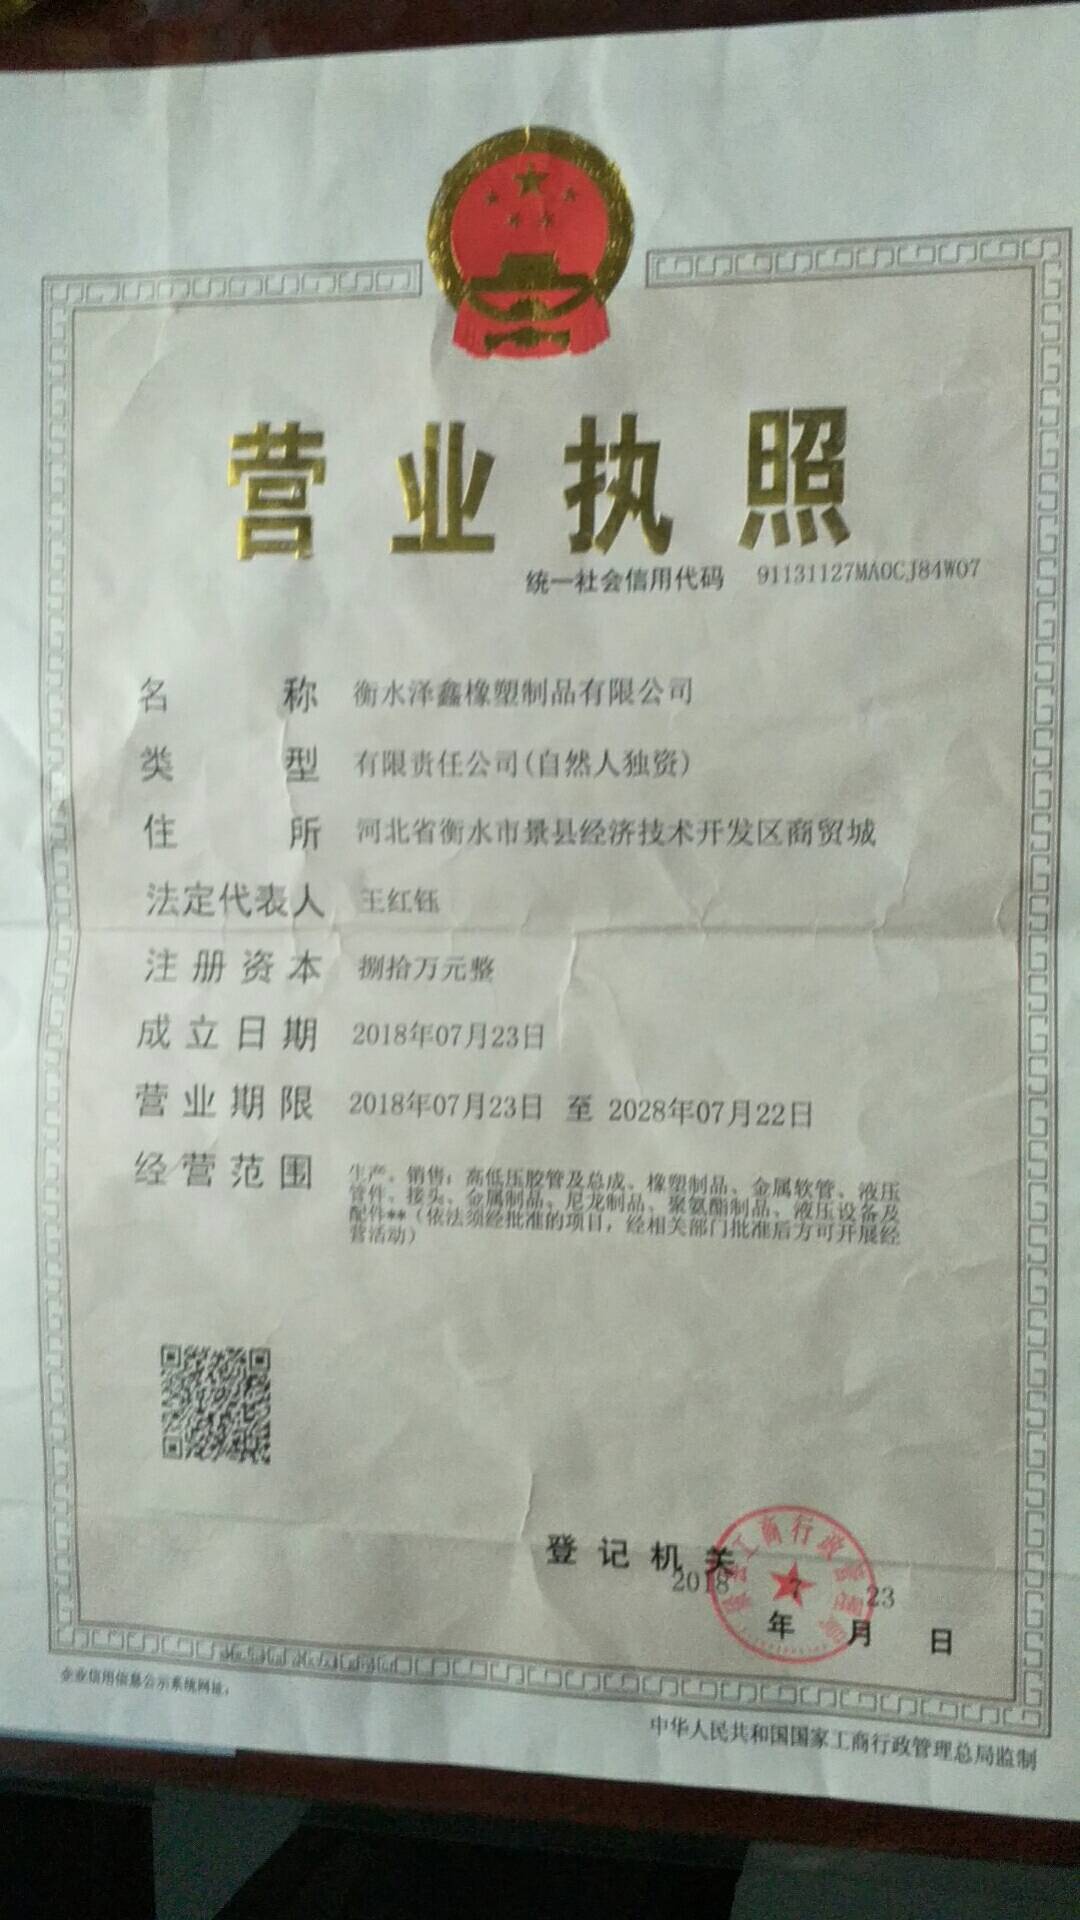 营业执照
统一社会信用代码 91131127MA0CJ84W07
名称 衡水泽鑫橡塑制品有限公司
类型 有限责任公司(自然人独资)
住所 河北省衡水市景县经济技术开发区商贸城
法定代表人 王红钰
注册资本 捌拾万元整
成立日期 2018年07月23日
营业期限 2018年07月23日 至 2028年07月22日
经营范围 生产、销售：高低压胶管及总成、橡塑制品、金属软管、液压
管件、接头、金属制品、尼龙制品、聚氨酯制品、液压设备及
配件**（依法须经批准的项目，经相关部门批准后方可开展经
营活动）
登记机关
景县工商行政管理局
2018 7 23
年 月 日
企业信用信息公示系统网址：
中华人民共和国国家工商行政管理总局监制